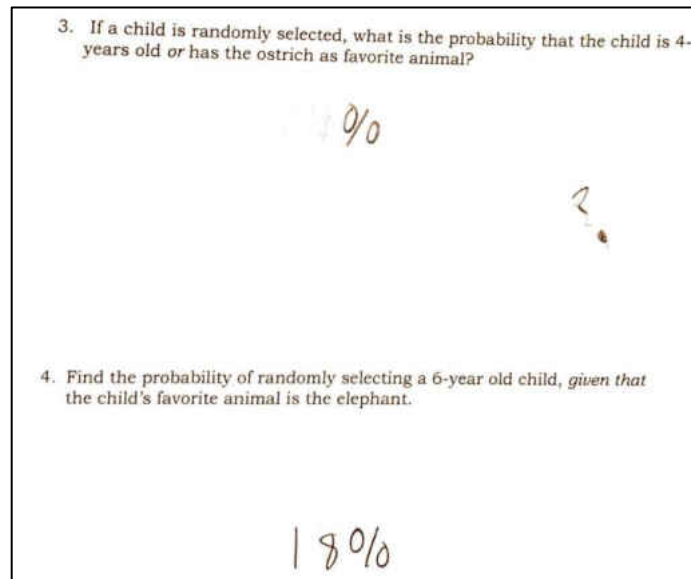 3. If a child is randomly selected, what is the probability that the child is 4-
years old or has the ostrich as favorite animal?
%
?
4. Find the probability of randomly selecting a 6-year old child, given that
the child's favorite animal is the elephant.
18%